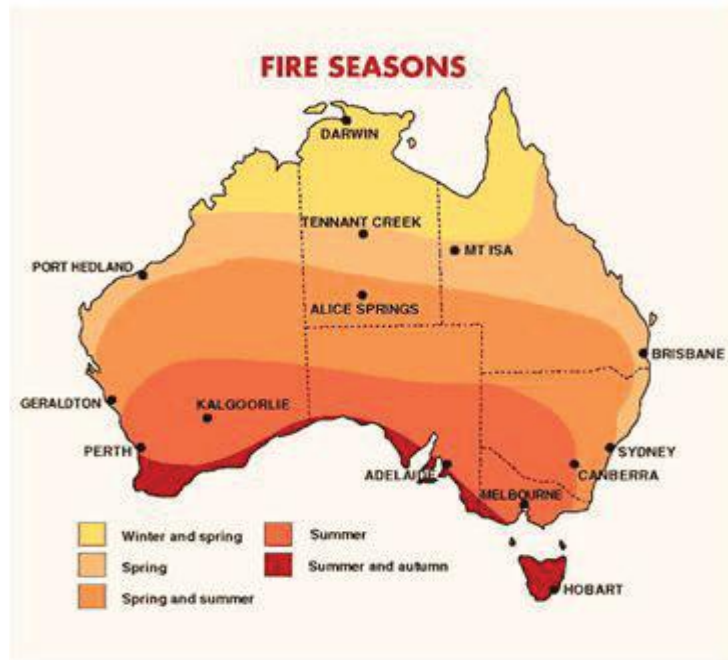 FIRE SEASONS
DARWIN
TENNANT CREEK
MT ISA
PORT HEDLAND
ALICE SPRINGS
BRISBANE
GERALDTON
KALGOORLIE
PERTH
SYDNEY
ADELAIDE
CANBERRA
MELBOURNE
Winter and spring
Summer
Spring
Summer and autumn
Spring and summer
HOBART